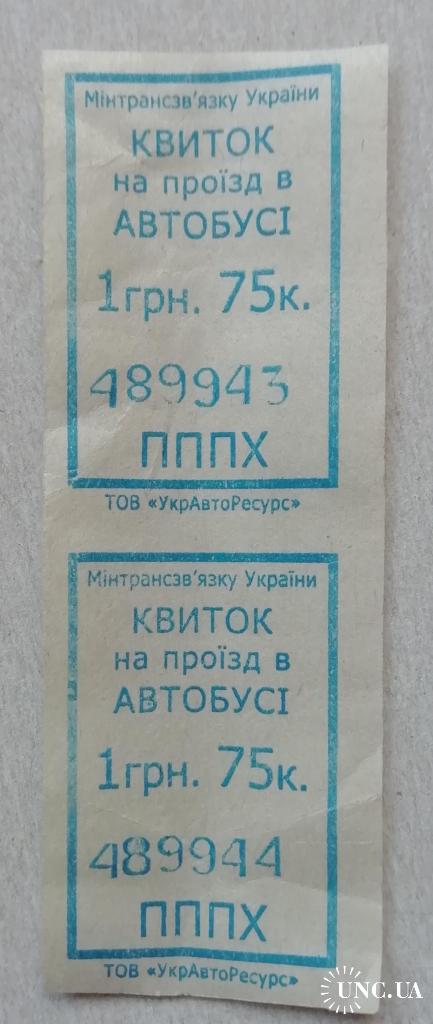 Мінтрансзв'язку України
КВИТОК
на проїзд в
АВТОБУСІ
1грн. 75к.
489943
ПППХ
ТОВ «УкрАвтоРесурс»
Мінтрансзв'язку України
КВИТОК
на проїзд в
АВТОБУСІ
1грн. 75к.
489944
ПППХ
ТОВ «УкрАвтоРесурс»
UNC.UA